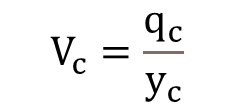 V_c = q_c / y_c